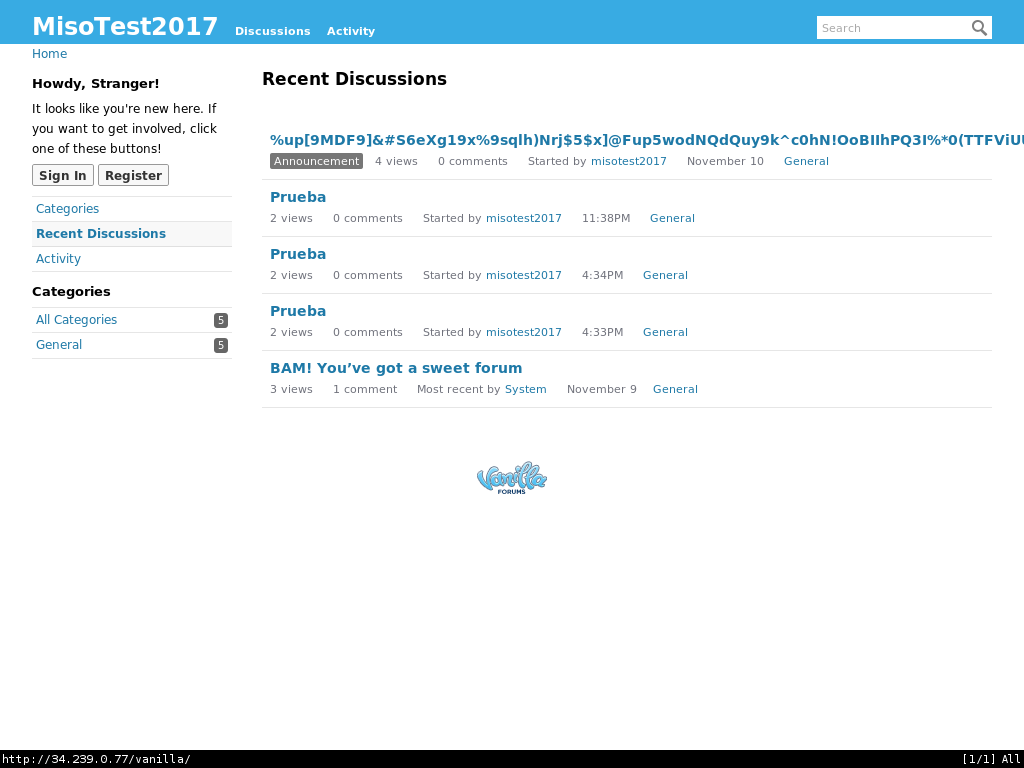 MisoTest2017 Discussions Activity Search
Home
Howdy, Stranger!
It looks like you're new here. If
you want to get involved, click
one of these buttons!
Sign In Register
Categories
Recent Discussions
Activity
Categories
All Categories 5
General 5
Recent Discussions
%up[9MDF9]&#S6eXg19x%9sqlh)Nrj$5$x]@Fup5wodNQdQuy9k^c0hN!OoBIIhPQ3I%*0(TTFViU
Announcement 4 views 0 comments Started by misotest2017 November 10 General
Prueba
2 views 0 comments Started by misotest2017 11:38PM General
Prueba
2 views 0 comments Started by misotest2017 4:34PM General
Prueba
2 views 0 comments Started by misotest2017 4:33PM General
BAM! You’ve got a sweet forum
3 views 1 comment Most recent by System November 9 General
Vanilla
FORUMS
http://34.239.0.77/vanilla/ [1/1] All